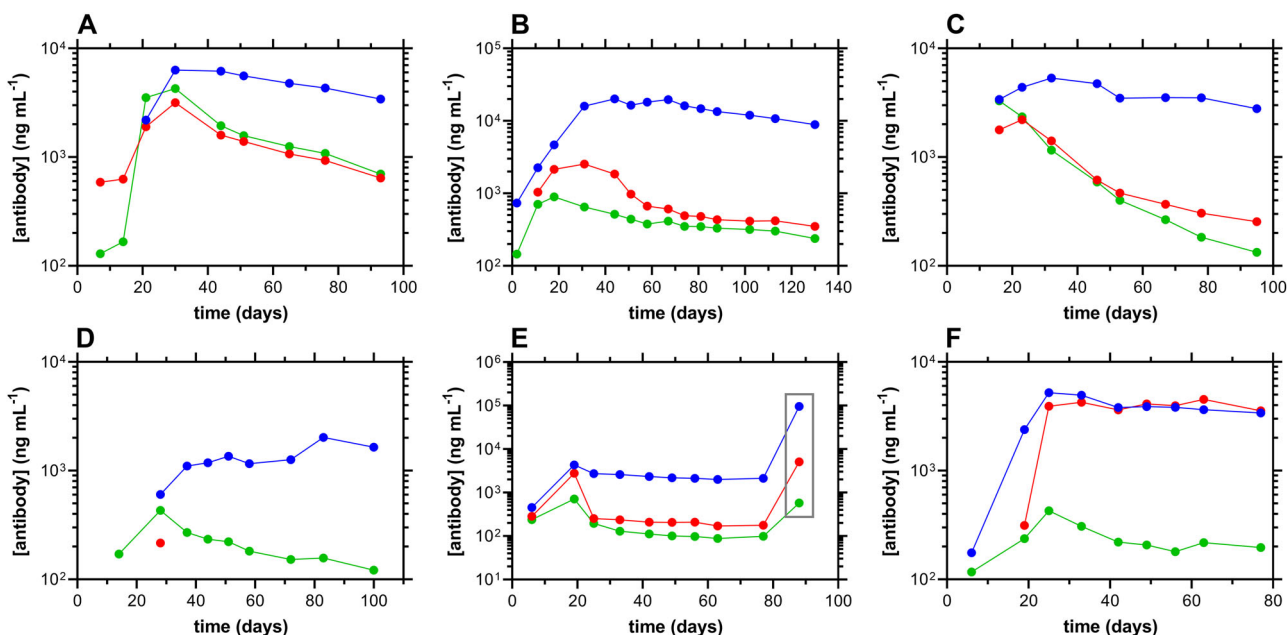 A
B
C
[antibody] (ng mL⁻¹)
10⁴
10³
10²
0 20 40 60 80 100
time (days)
[antibody] (ng mL⁻¹)
10⁵
10⁴
10³
10²
0 20 40 60 80 100 120 140
time (days)
[antibody] (ng mL⁻¹)
10⁴
10³
10²
0 20 40 60 80 100
time (days)
D
E
F
[antibody] (ng mL⁻¹)
10⁴
10³
10²
0 20 40 60 80 100
time (days)
[antibody] (ng mL⁻¹)
10⁶
10⁵
10⁴
10³
10²
10¹
0 20 40 60 80 100
time (days)
[antibody] (ng mL⁻¹)
10⁴
10³
10²
0 20 40 60 80
time (days)